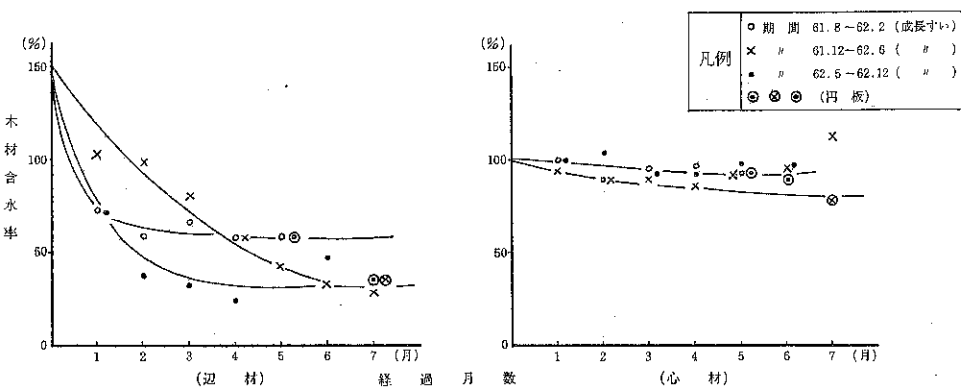 凡例
○ 期 間 61.8~62.2 (成長すい)
× 〃 61.12~62.6 ( 〃 )
● 〃 62.5~62.12 ( 〃 )
(円 板)
(%)
150
100
50
0
木材含水率
1 2 3 4 5 6 7 (月)
(辺 材)
経 過 月 数
(%)
150
100
50
0
1 2 3 4 5 6 7 (月)
(心 材)